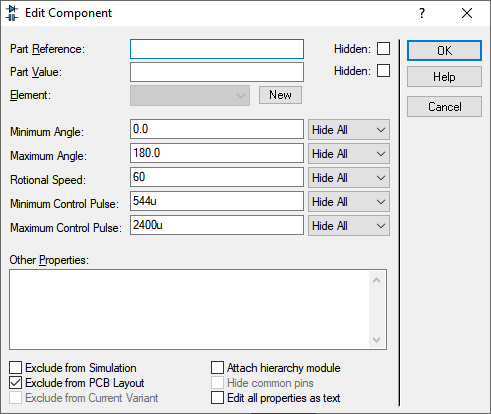 Edit Component
?
Part Reference: Hidden: OK
Part Value: Hidden: Help
Element: New Cancel
Minimum Angle: 0.0 Hide All
Maximum Angle: 180.0 Hide All
Rotional Speed: 60 Hide All
Minimum Control Pulse: 544u Hide All
Maximum Control Pulse: 2400u Hide All
Other Properties:
Exclude from Simulation Attach hierarchy module
Exclude from PCB Layout Hide common pins
Exclude from Current Variant Edit all properties as text